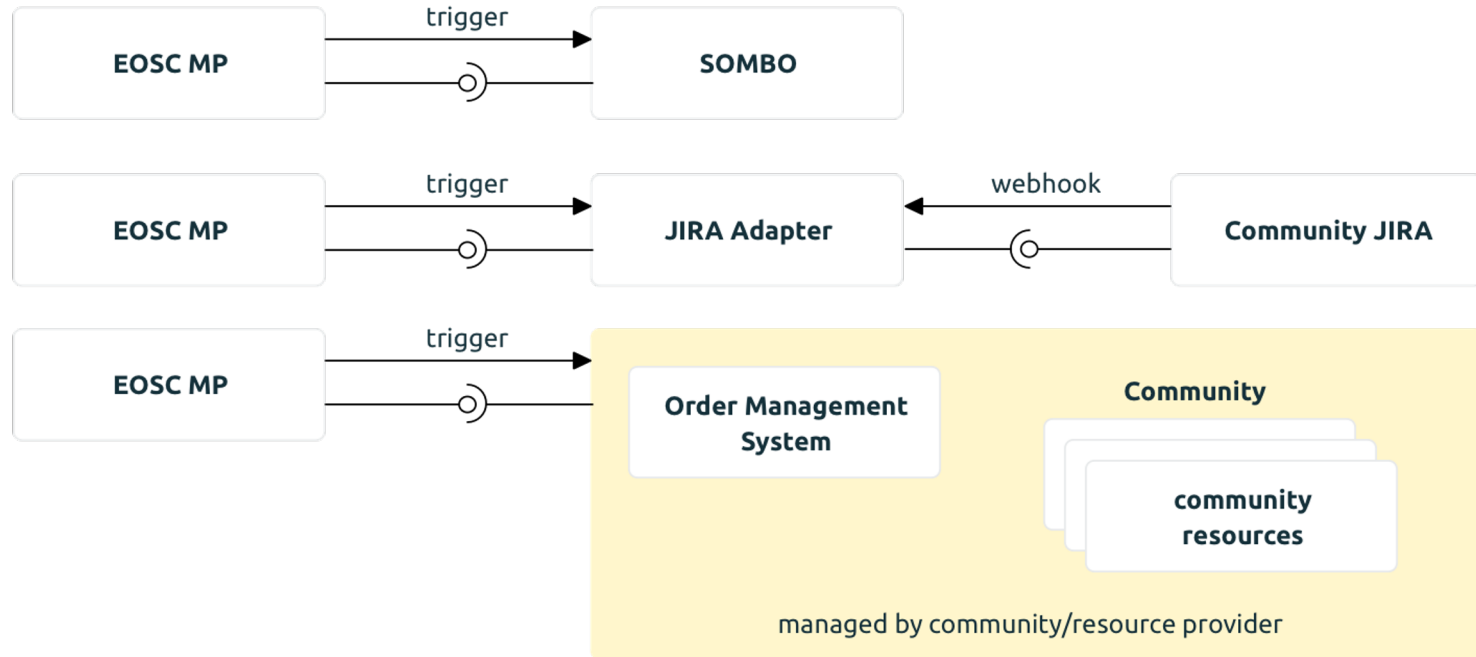 trigger
EOSC MP
SOMBO
trigger
webhook
EOSC MP
JIRA Adapter
Community JIRA
trigger
EOSC MP
Order Management
System
Community
community
resources
managed by community/resource provider